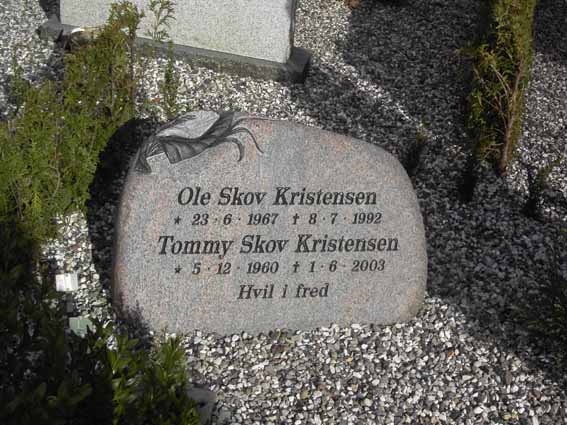 Ole Skov Kristensen
* 23 · 6 · 1967 † 8 · 7 · 1992
Tommy Skov Kristensen
* 5 · 12 · 1960 † 1 · 6 · 2003
Hvil i fred